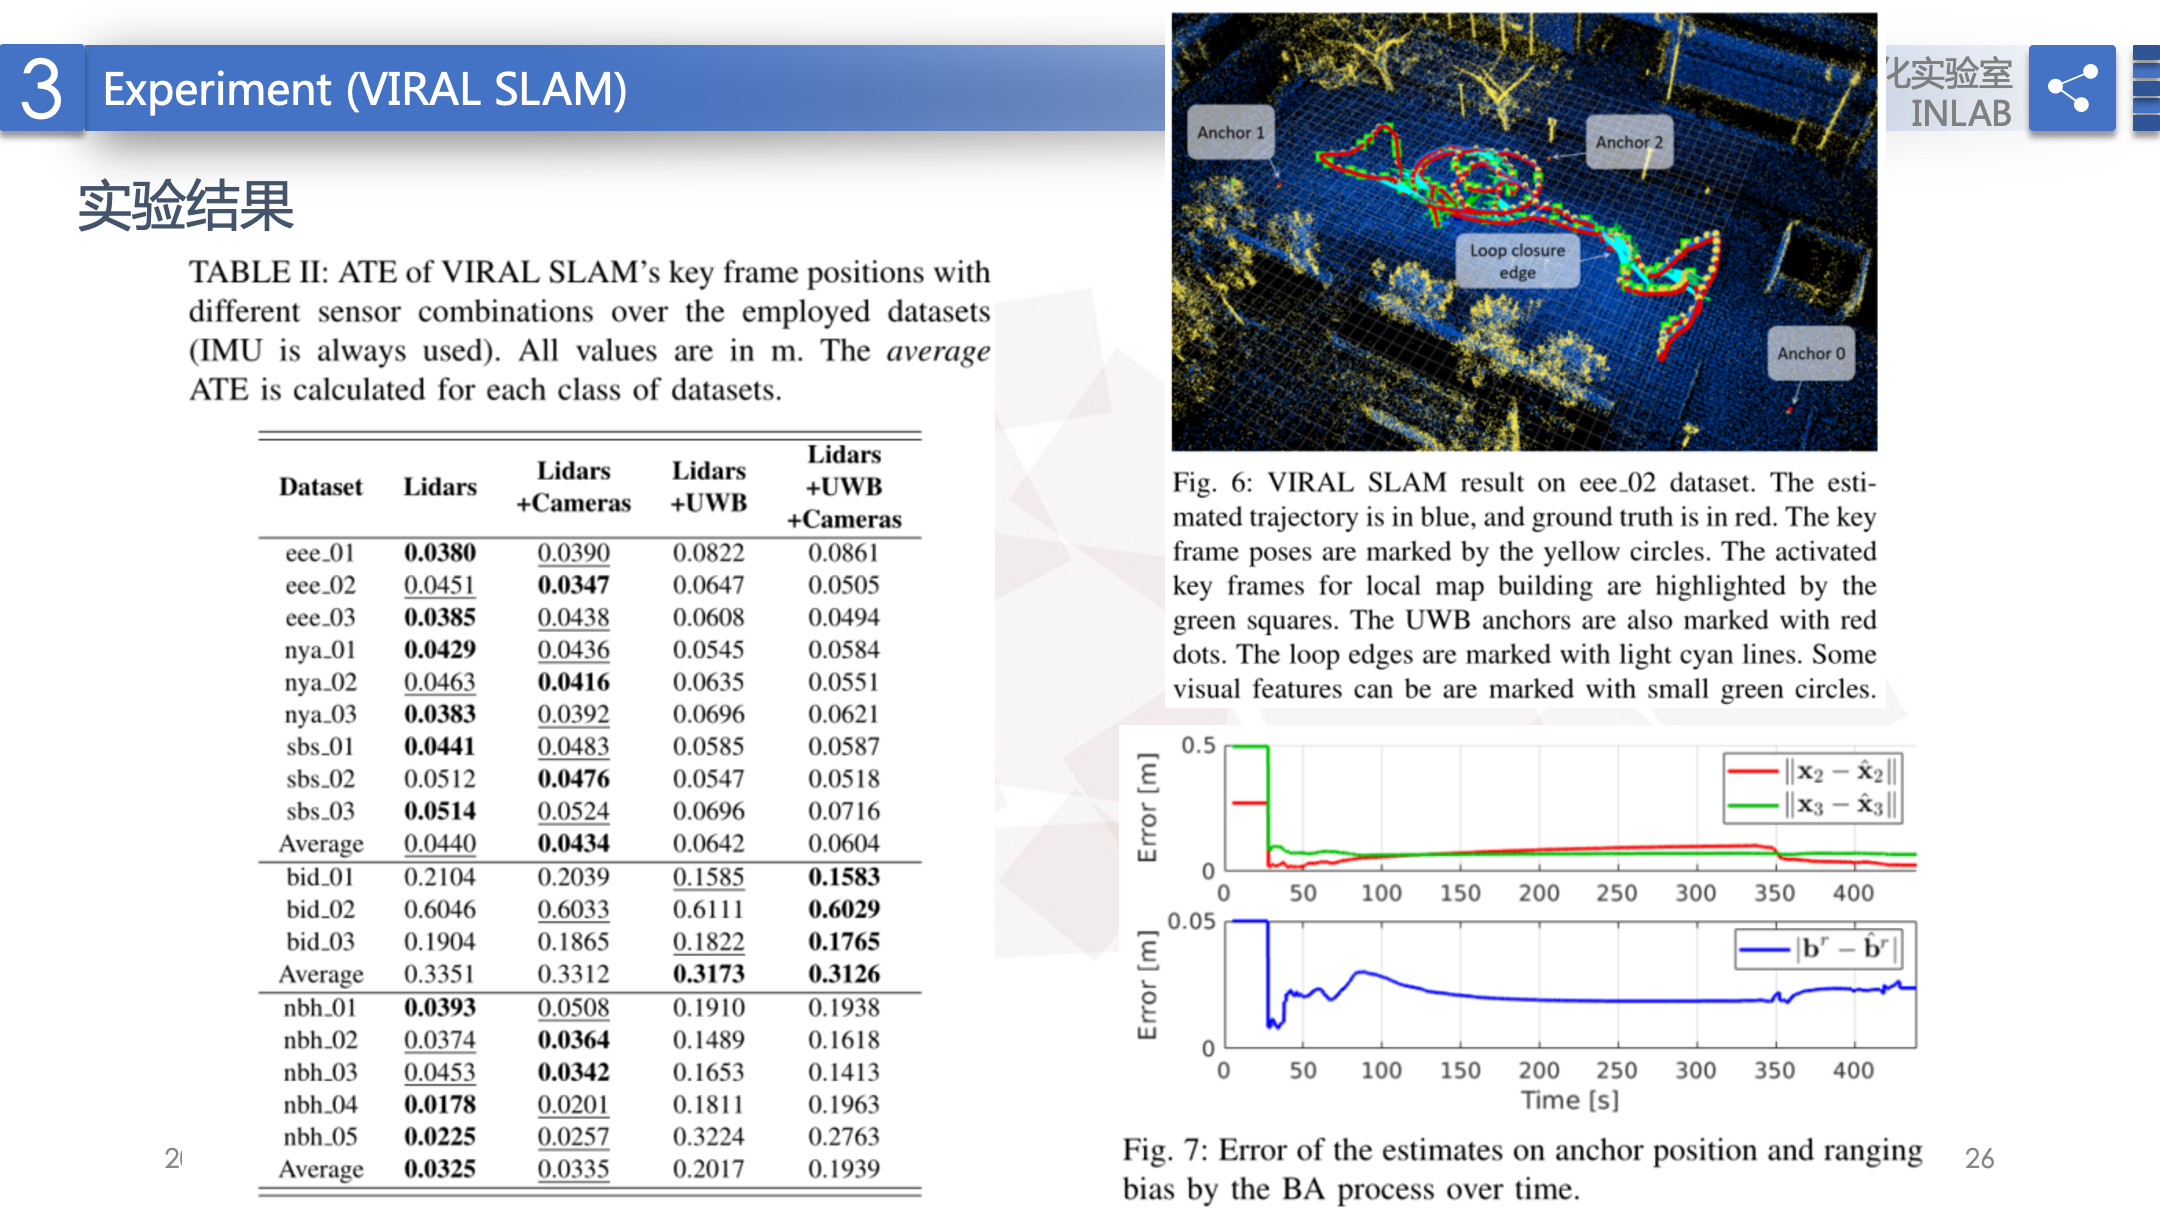 3
Experiment (VIRAL SLAM)
化实验室
INLAB
实验结果
TABLE II: ATE of VIRAL SLAM's key frame positions with
different sensor combinations over the employed datasets
(IMU is always used). All values are in m. The average
ATE is calculated for each class of datasets.
Dataset Lidars Lidars +Cameras Lidars +UWB Lidars +UWB +Cameras
eee_01 0.0380 0.0390 0.0822 0.0861
eee_02 0.0451 0.0347 0.0647 0.0505
eee_03 0.0385 0.0438 0.0608 0.0494
nya_01 0.0429 0.0436 0.0545 0.0584
nya_02 0.0463 0.0416 0.0635 0.0551
nya_03 0.0383 0.0392 0.0696 0.0621
sbs_01 0.0441 0.0483 0.0585 0.0587
sbs_02 0.0512 0.0476 0.0547 0.0518
sbs_03 0.0514 0.0524 0.0696 0.0716
Average 0.0440 0.0434 0.0642 0.0604
bid_01 0.2104 0.2039 0.1585 0.1583
bid_02 0.6046 0.6033 0.6111 0.6029
bid_03 0.1904 0.1865 0.1822 0.1765
Average 0.3351 0.3312 0.3173 0.3126
nbh_01 0.0393 0.0508 0.1910 0.1938
nbh_02 0.0374 0.0364 0.1489 0.1618
nbh_03 0.0453 0.0342 0.1653 0.1413
nbh_04 0.0178 0.0201 0.1811 0.1963
nbh_05 0.0225 0.0257 0.3224 0.2763
Average 0.0325 0.0335 0.2017 0.1939
Anchor 1
Anchor 2
Loop closure
edge
Anchor 0
Fig. 6: VIRAL SLAM result on eee_02 dataset. The esti-
mated trajectory is in blue, and ground truth is in red. The key
frame poses are marked by the yellow circles. The activated
key frames for local map building are highlighted by the
green squares. The UWB anchors are also marked with red
dots. The loop edges are marked with light cyan lines. Some
visual features can be are marked with small green circles.
Error [m]
0.5
0
‖x₂ − x̂₂‖
‖x₃ − x̂₃‖
0 50 100 150 200 250 300 350 400
Error [m]
0.05
0
|bʳ − b̂ʳ|
0 50 100 150 200 250 300 350 400
Time [s]
Fig. 7: Error of the estimates on anchor position and ranging
bias by the BA process over time.
26